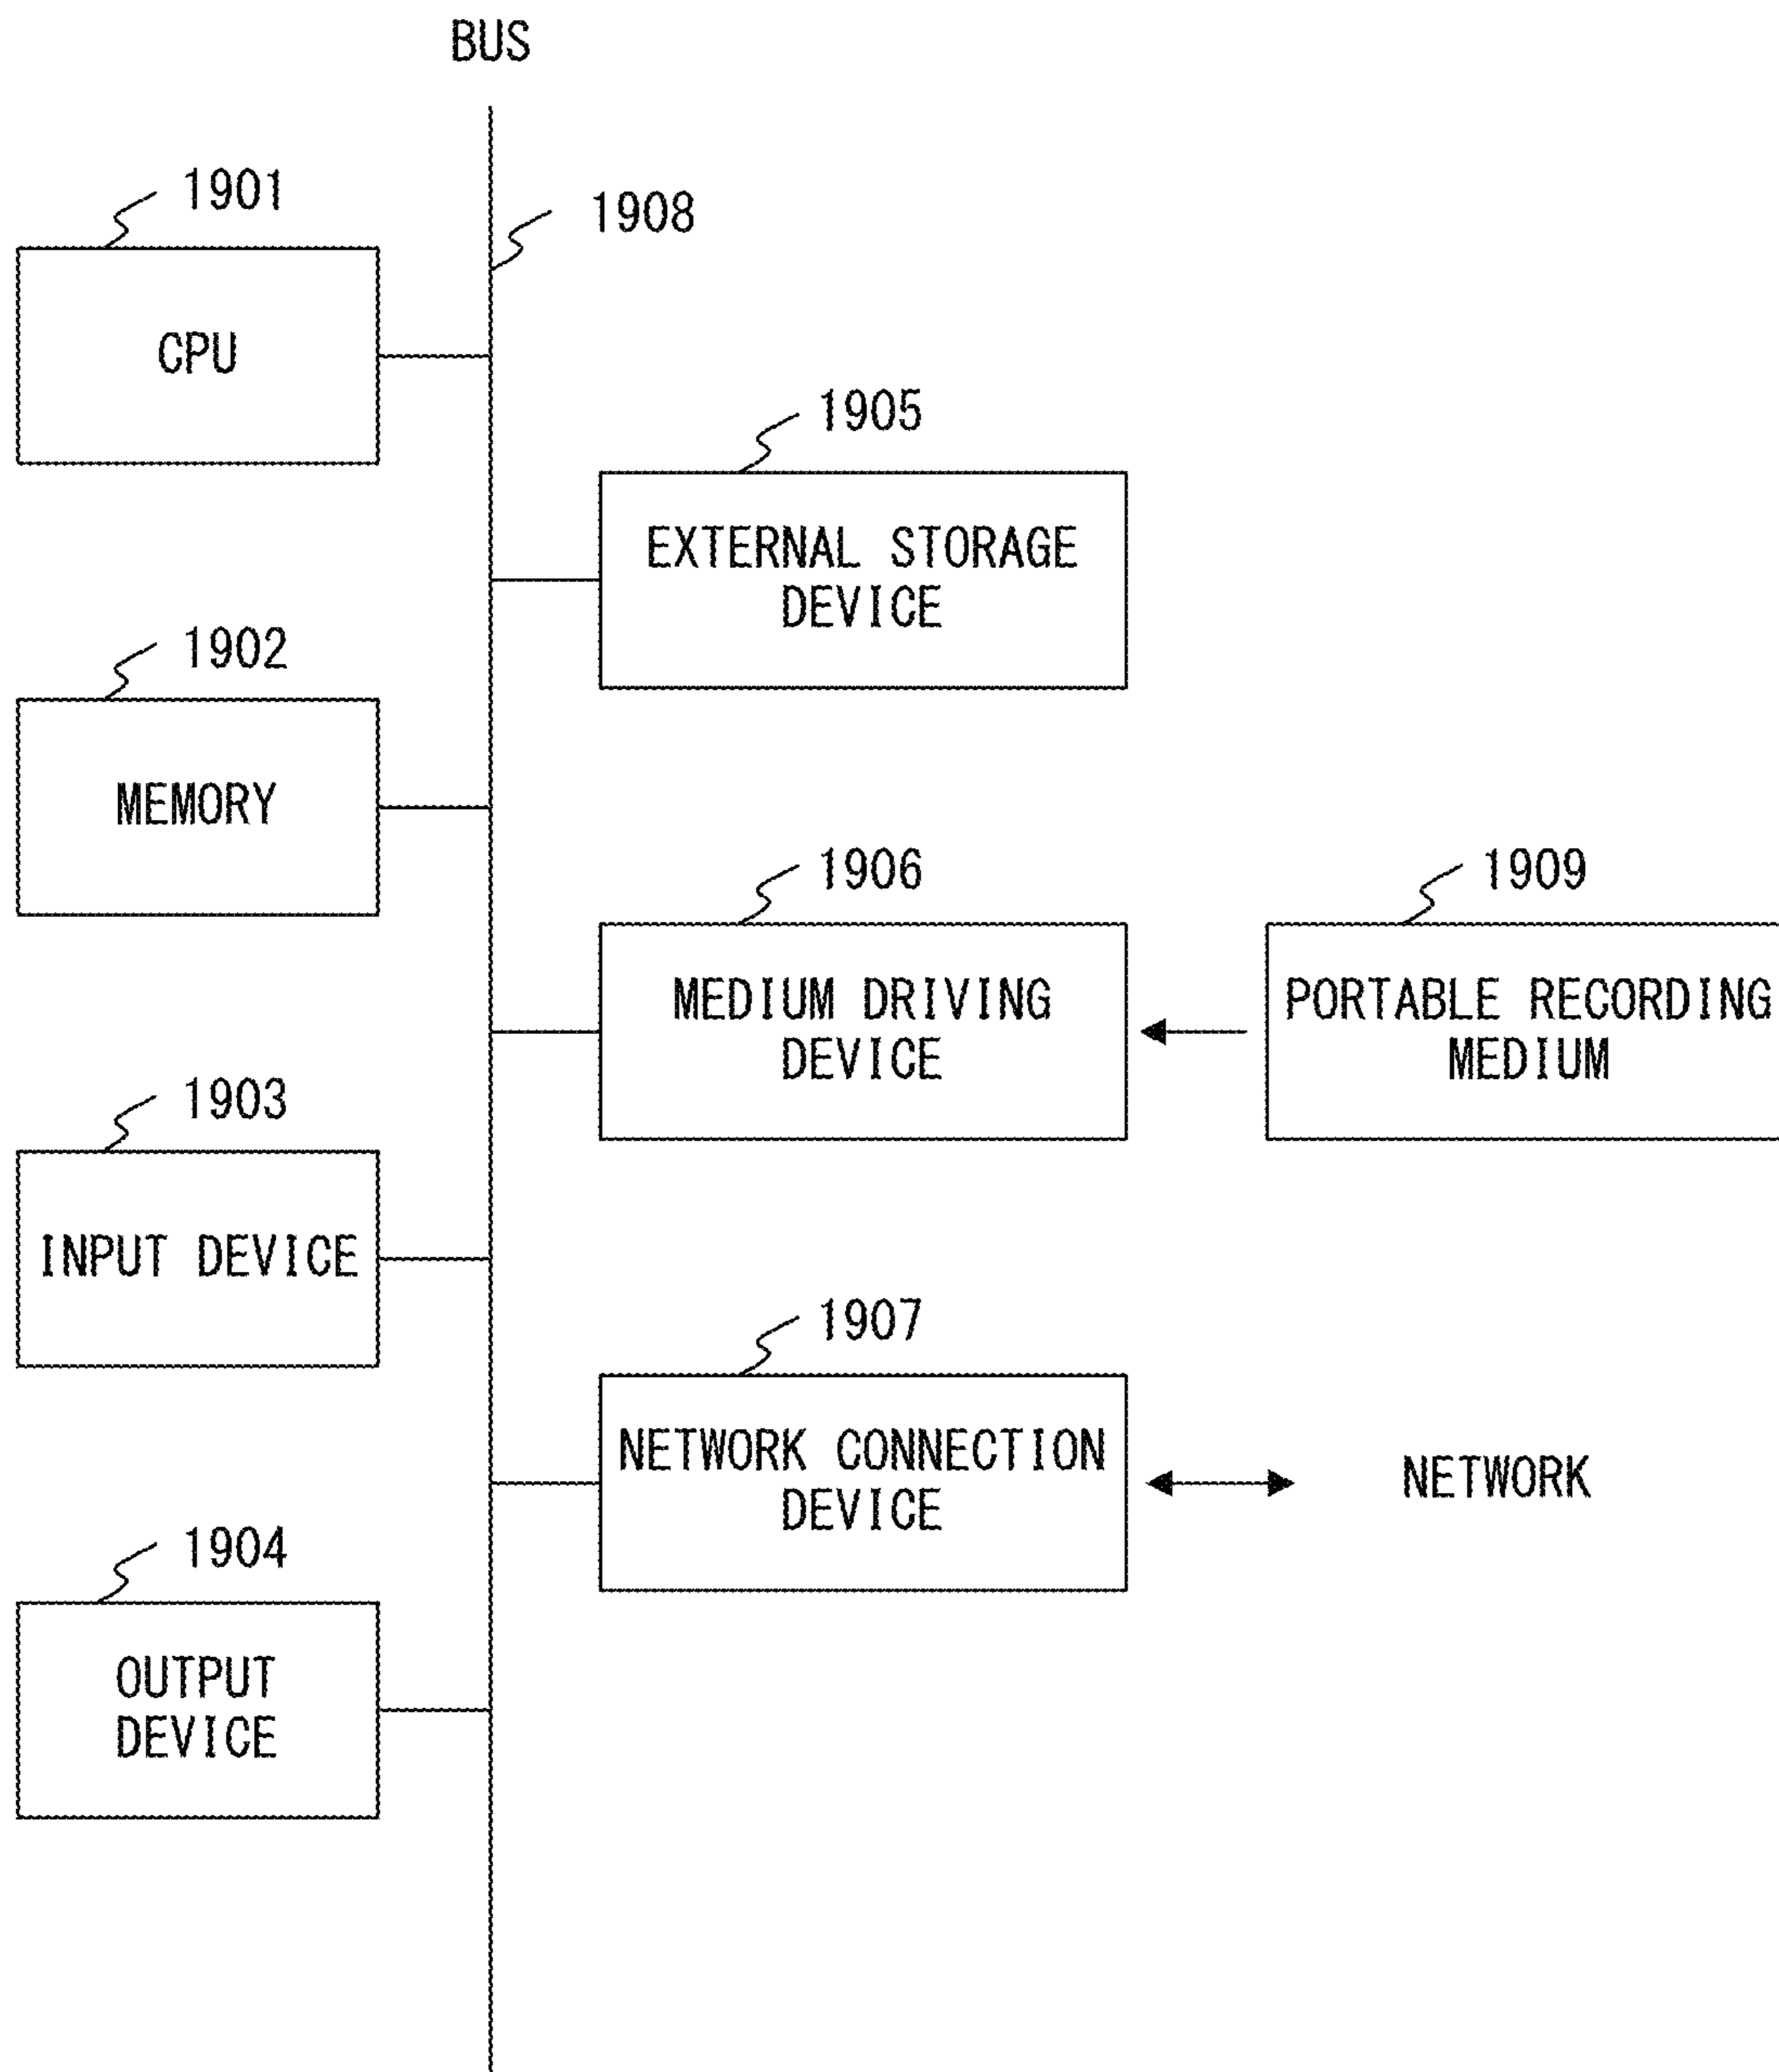 BUS
1901
1908
CPU
1905
EXTERNAL STORAGE
DEVICE
1902
MEMORY
1906
1909
MEDIUM DRIVING
DEVICE
PORTABLE RECORDING
MEDIUM
1903
INPUT DEVICE
1907
NETWORK CONNECTION
DEVICE
NETWORK
1904
OUTPUT
DEVICE